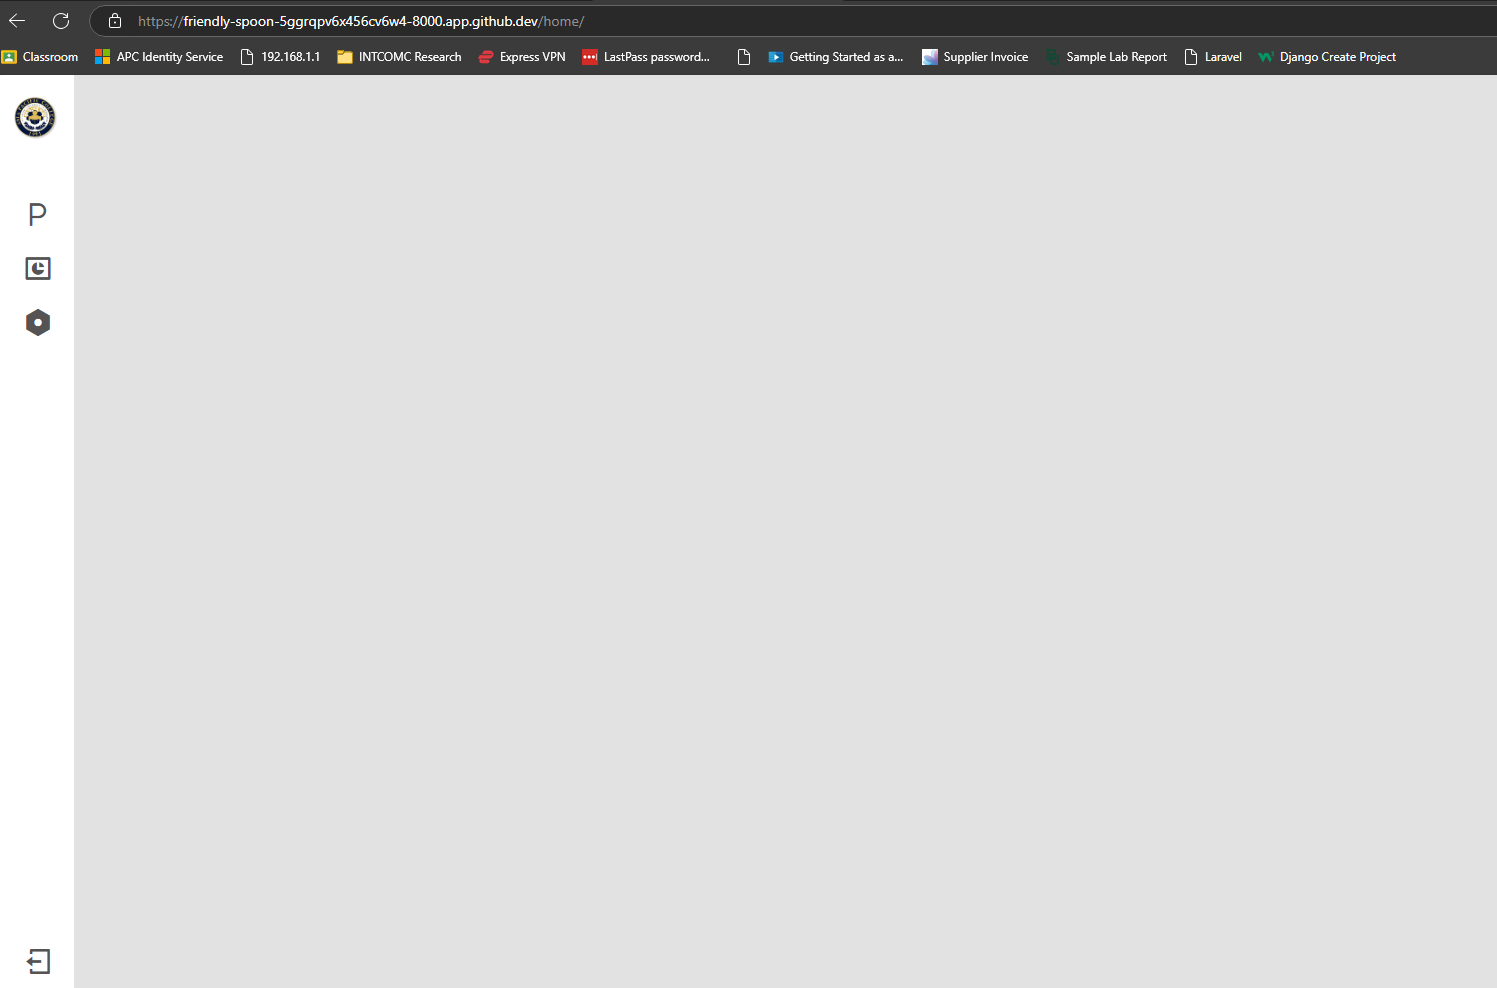 https://friendly-spoon-5ggrqpv6x456cv6w4-8000.app.github.dev/home/
Classroom APC Identity Service 192.168.1.1 INTCOMC Research Express VPN LastPass password... Getting Started as a... Supplier Invoice Sample Lab Report Laravel Django Create Project
P